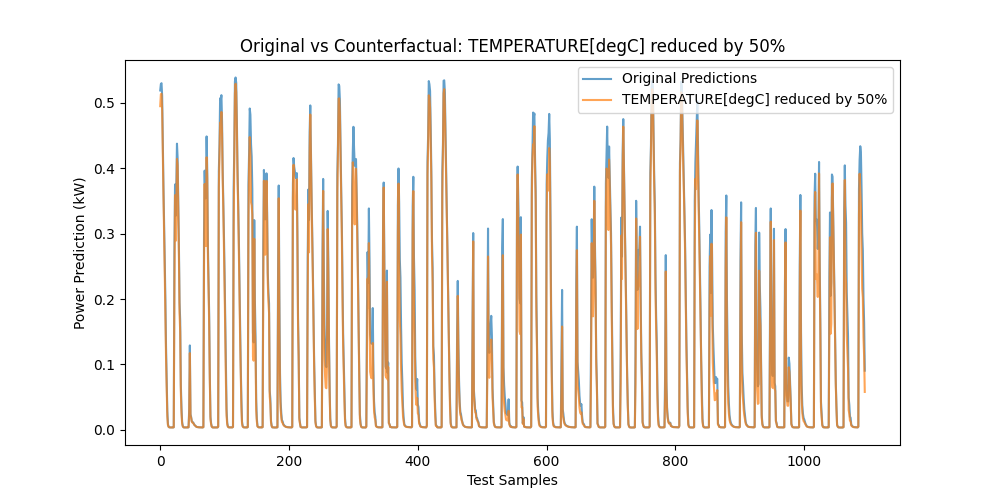 Original vs Counterfactual: TEMPERATURE[degC] reduced by 50%
Original Predictions
TEMPERATURE[degC] reduced by 50%
Power Prediction (kW)
0.5
0.4
0.3
0.2
0.1
0.0
0 200 400 600 800 1000
Test Samples